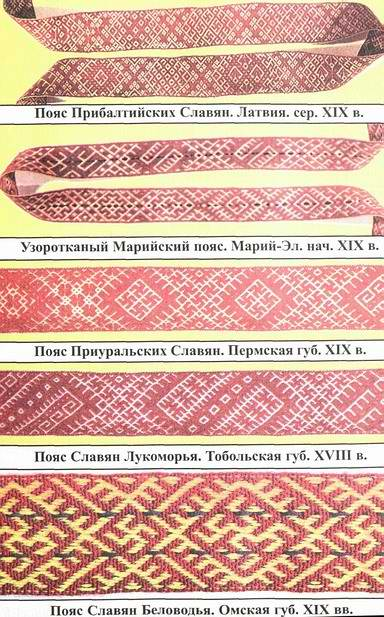 Пояс Прибалтийских Славян. Латвия. сер. XIX в.
Узоротканый Марийский пояс. Марий-Эл. нач. XIX в.
Пояс Приуральских Славян. Пермская губ. XIX в.
Пояс Славян Лукоморья. Тобольская губ. XVIII в.
Пояс Славян Беловодья. Омская губ. XIX вв.